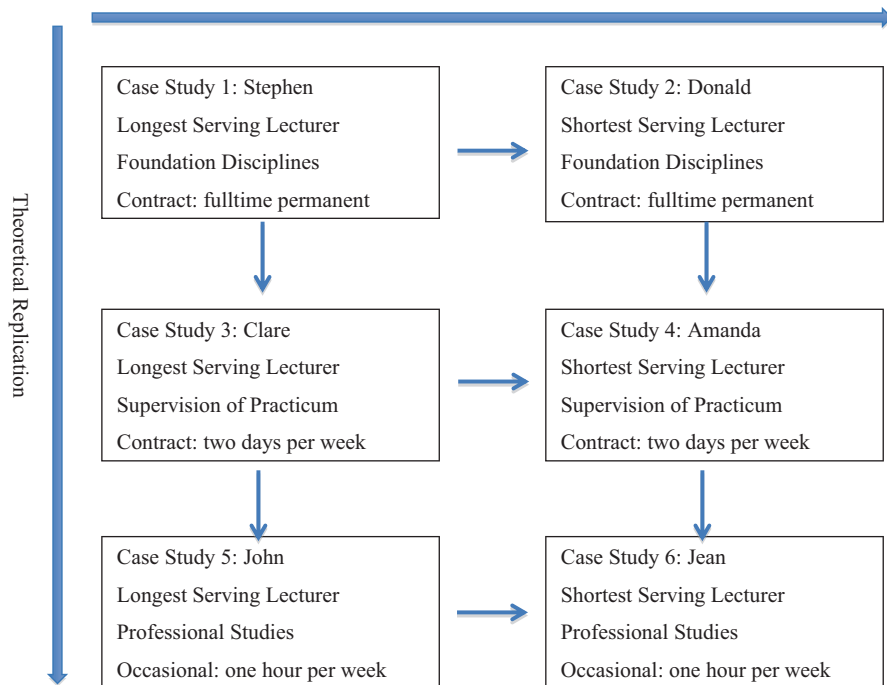 Case Study 1: Stephen
Longest Serving Lecturer
Foundation Disciplines
Contract: fulltime permanent
Case Study 2: Donald
Shortest Serving Lecturer
Foundation Disciplines
Contract: fulltime permanent
Theoretical Replication
Case Study 3: Clare
Longest Serving Lecturer
Supervision of Practicum
Contract: two days per week
Case Study 4: Amanda
Shortest Serving Lecturer
Supervision of Practicum
Contract: two days per week
Case Study 5: John
Longest Serving Lecturer
Professional Studies
Occasional: one hour per week
Case Study 6: Jean
Shortest Serving Lecturer
Professional Studies
Occasional: one hour per week